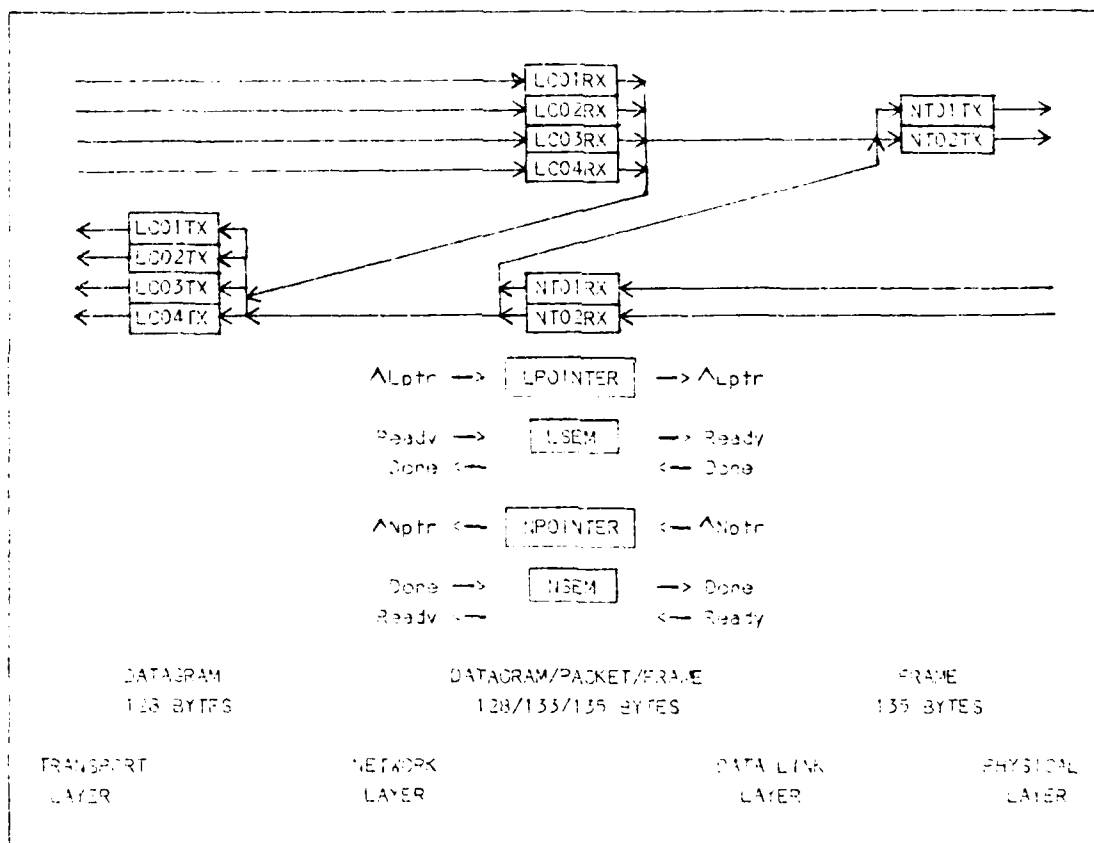 LC01RX
LC02RX
LC03RX
LC04RX
NT01TX
NT02TX
LC01TX
LC02TX
LC03TX
LC04TX
NT01RX
NT02RX
^Lptr —> LPOINTER —> ^Lptr
Ready —> LSEM —> Ready
Done <— <— Done
^Nptr <— NPOINTER <— ^Nptr
Done —> NSEM —> Done
Ready <— <— Ready
DATAGRAM DATAGRAM/PACKET/FRAME FRAME
128 BYTES 128/133/135 BYTES 135 BYTES
TRANSPORT NETWORK DATA LINK PHYSICAL
LAYER LAYER LAYER LAYER